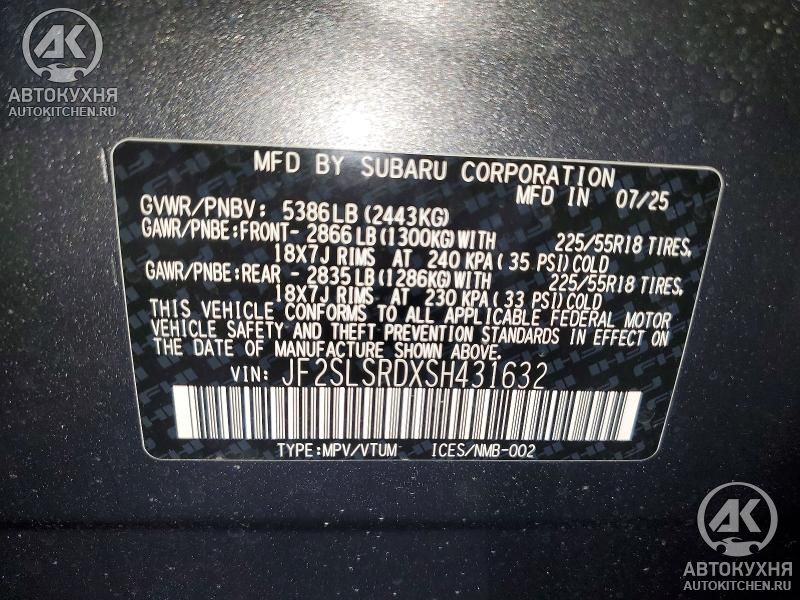 АК
АВТОКУХНЯ
AUTOKITCHEN.RU
MFD BY SUBARU CORPORATION
MFD IN 07/25
GVWR/PNBV: 5386LB(2443KG)
GAWR/PNBE:FRONT- 2866LB(1300KG)WITH 225/55R18 TIRES,
18X7J RIMS AT 240 KPA( 35 PSI)COLD
GAWR/PNBE:REAR - 2835LB(1286KG)WITH 225/55R18 TIRES,
18X7J RIMS AT 230 KPA( 33 PSI)COLD
THIS VEHICLE CONFORMS TO ALL APPLICABLE FEDERAL MOTOR
VEHICLE SAFETY AND THEFT PREVENTION STANDARDS IN EFFECT ON
THE DATE OF MANUFACTURE SHOWN ABOVE.
VIN: JF2SLSRDXSH431632
TYPE:MPV/VTUM ICES/NMB-002
АК
АВТОКУХНЯ
AUTOKITCHEN.RU